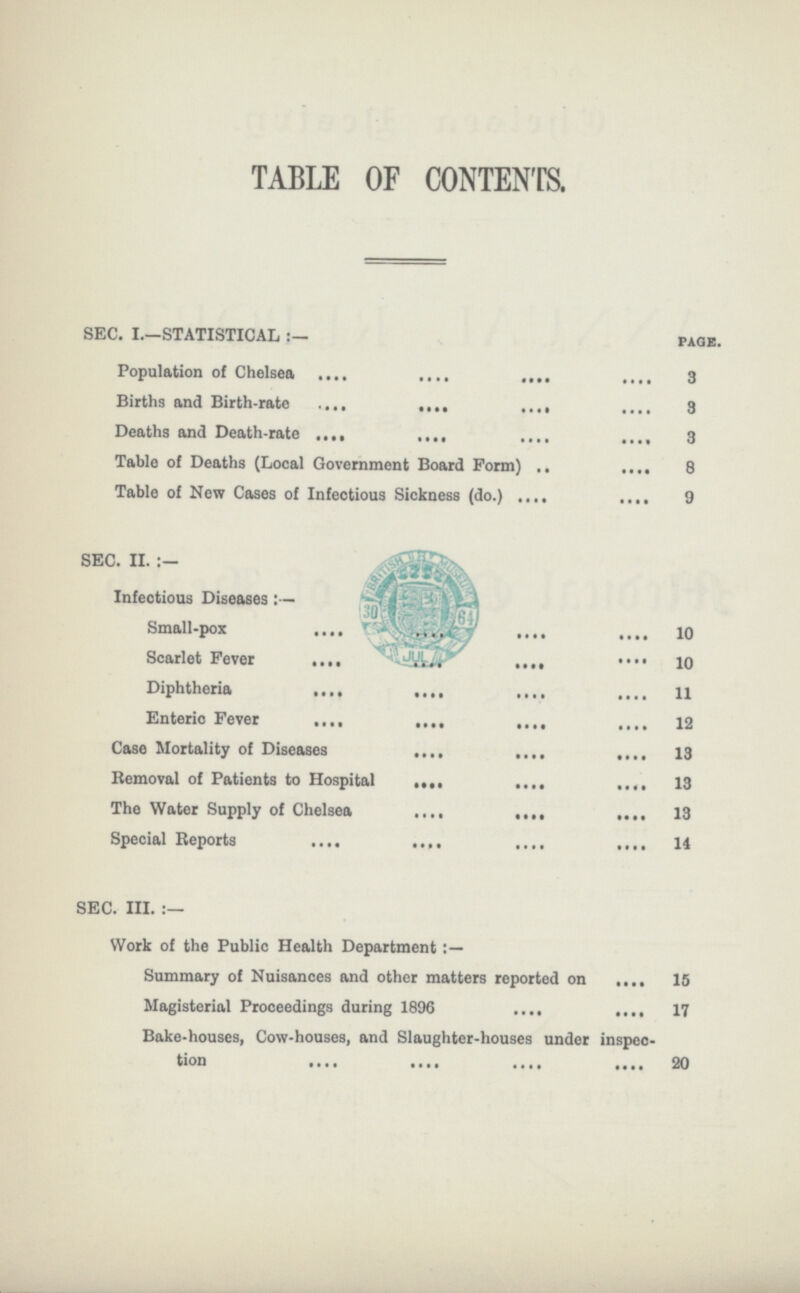 TABLE OF CONTENTS.
SEC. I.—STATISTICAL :—
PAGE.
Population of Chelsea .... .... .... .... 3
Births and Birth-rate .... .... .... .... 3
Deaths and Death-rate .... .... .... .... 3
Table of Deaths (Local Government Board Form) .. .... 8
Table of New Cases of Infectious Sickness (do.) .... .... 9
SEC. II. :—
BRITISH MUSEUM
30 64
JUL
Infectious Diseases :—
Small-pox .... .... .... .... 10
Scarlet Fever .... .... .... .... 10
Diphtheria .... .... .... .... 11
Enteric Fever .... .... .... .... 12
Case Mortality of Diseases .... .... .... 13
Removal of Patients to Hospital .... .... .... 13
The Water Supply of Chelsea .... .... .... 13
Special Reports .... .... .... .... 14
SEC. III. :—
Work of the Public Health Department :—
Summary of Nuisances and other matters reported on .... 15
Magisterial Proceedings during 1896 .... .... 17
Bake-houses, Cow-houses, and Slaughter-houses under inspec-
tion .... .... .... .... 20